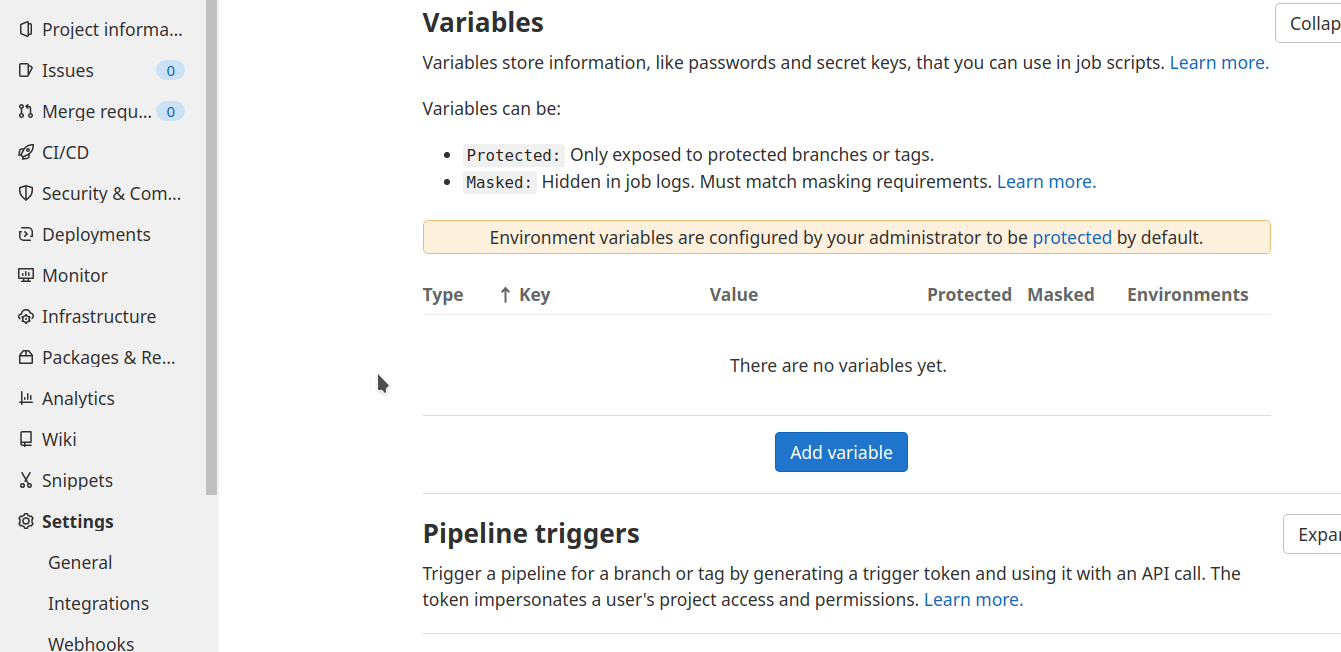 Project informa...
Issues 0
Merge requ... 0
CI/CD
Security & Com...
Deployments
Monitor
Infrastructure
Packages & Re...
Analytics
Wiki
Snippets
Settings
General
Integrations
Webhooks
Variables
Collap
Variables store information, like passwords and secret keys, that you can use in job scripts. Learn more.
Variables can be:
Protected: Only exposed to protected branches or tags.
Masked: Hidden in job logs. Must match masking requirements. Learn more.
Environment variables are configured by your administrator to be protected by default.
Type ↑ Key Value Protected Masked Environments
There are no variables yet.
Add variable
Pipeline triggers
Expan
Trigger a pipeline for a branch or tag by generating a trigger token and using it with an API call. The
token impersonates a user's project access and permissions. Learn more.